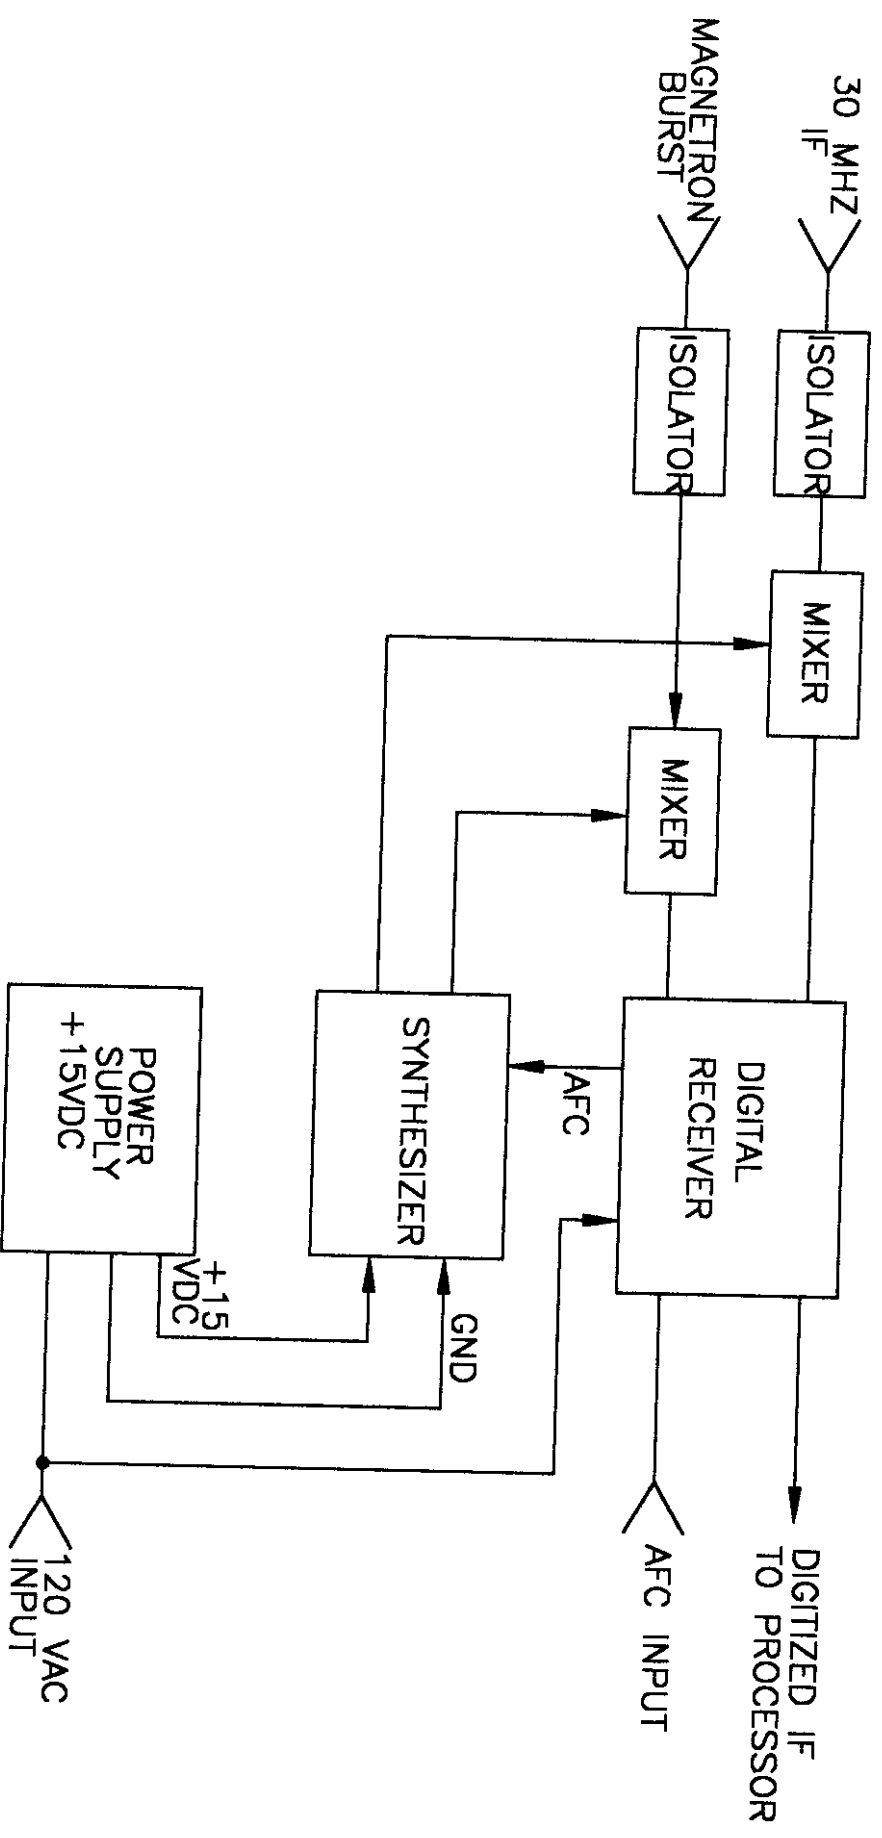 30 MHZ
IF
ISOLATOR
MIXER
MAGNETRON
BURST
ISOLATOR
MIXER
DIGITAL
RECEIVER
DIGITIZED IF
TO PROCESSOR
AFC INPUT
AFC
SYNTHESIZER
GND
+15
VDC
POWER
SUPPLY
+15VDC
120 VAC
INPUT